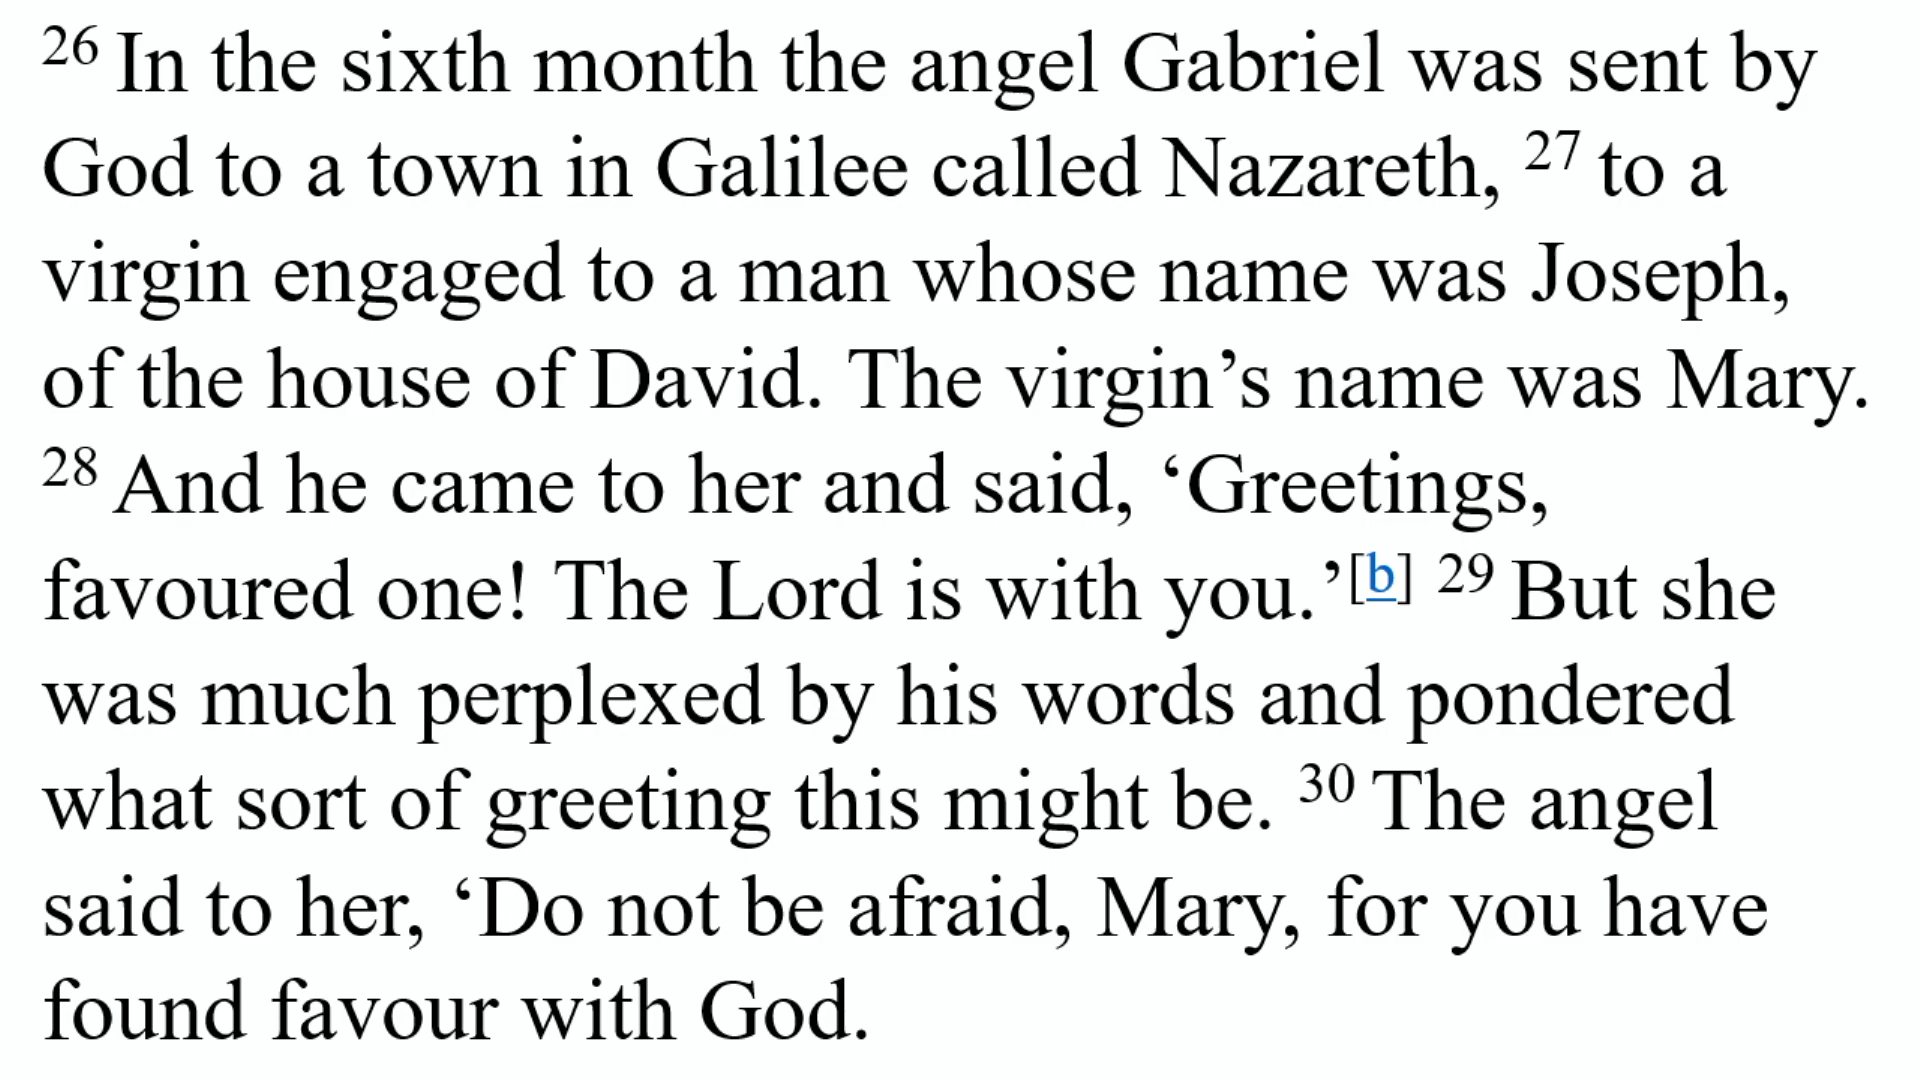 26 In the sixth month the angel Gabriel was sent by
God to a town in Galilee called Nazareth, 27 to a
virgin engaged to a man whose name was Joseph,
of the house of David. The virgin’s name was Mary.
28 And he came to her and said, ‘Greetings,
favoured one! The Lord is with you.’[b] 29 But she
was much perplexed by his words and pondered
what sort of greeting this might be. 30 The angel
said to her, ‘Do not be afraid, Mary, for you have
found favour with God.